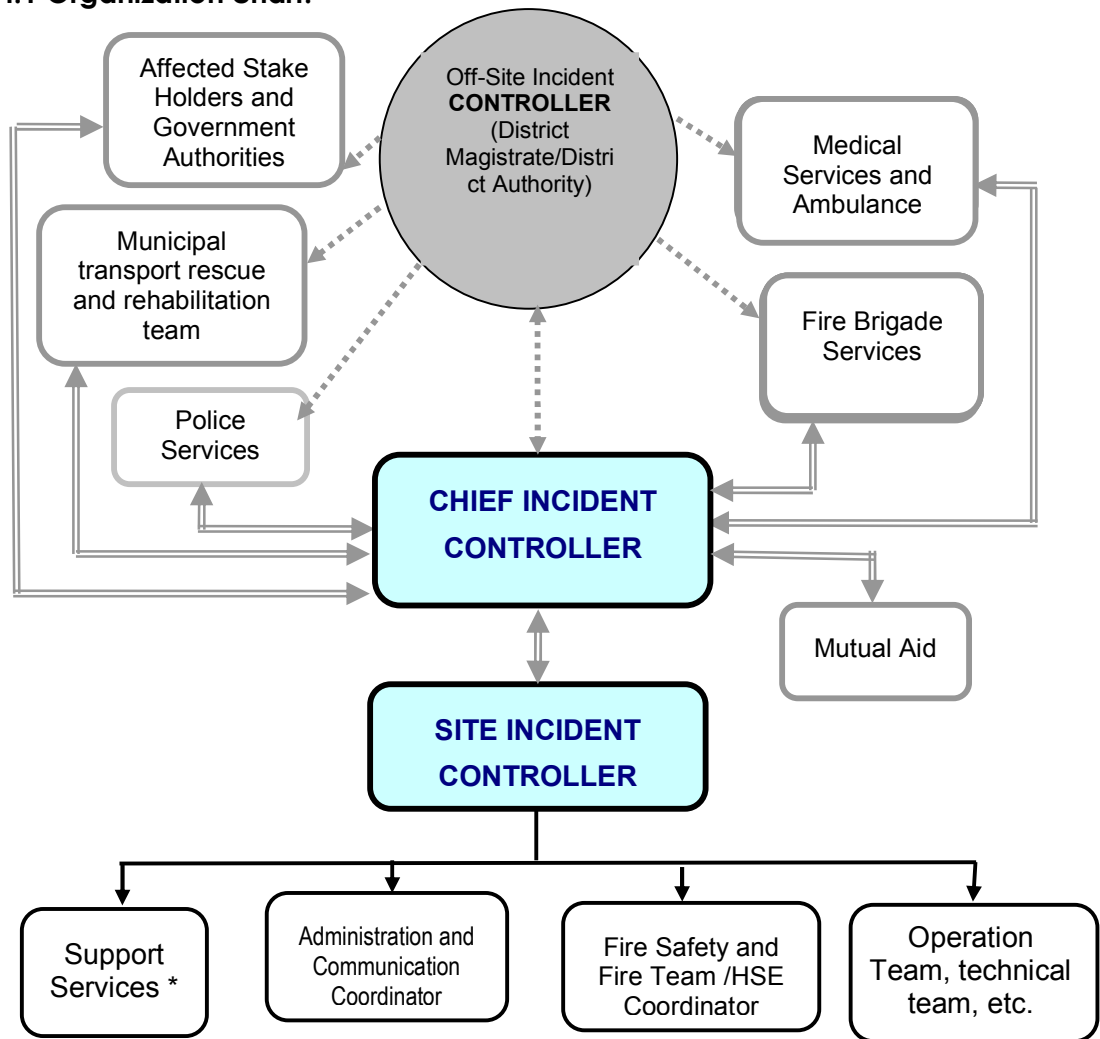 Affected Stake
Holders and
Government
Authorities
Off-Site Incident
CONTROLLER
(District
Magistrate/Distri
ct Authority)
Medical
Services and
Ambulance
Municipal
transport rescue
and rehabilitation
team
Fire Brigade
Services
Police
Services
CHIEF INCIDENT
CONTROLLER
Mutual Aid
SITE INCIDENT
CONTROLLER
Support
Services *
Administration and
Communication
Coordinator
Fire Safety and
Fire Team /HSE
Coordinator
Operation
Team, technical
team, etc.